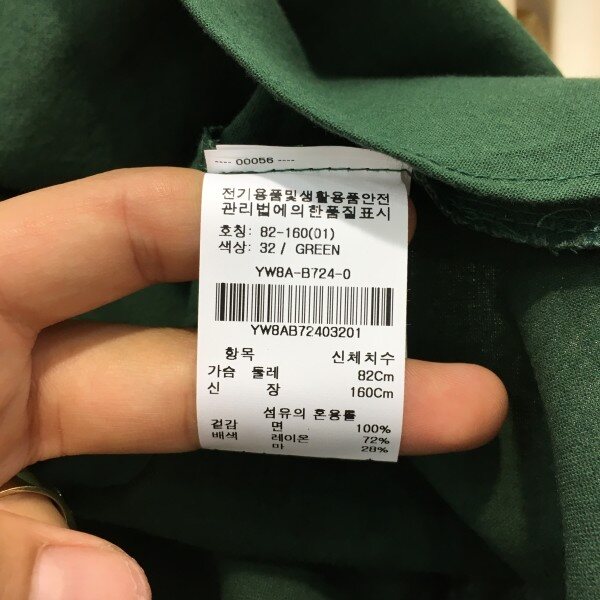 ---- 00056 ----
전기용품및생활용품안전
관리법에의한품질표시
호칭: 82-160(01)
색상: 32 / GREEN
YW8A-B724-0
YW8AB72403201
항목 신체치수
가슴 둘레 82Cm
신 장 160Cm
섬유의 혼용률
겉감 면 100%
배색 레이온 72%
마 28%